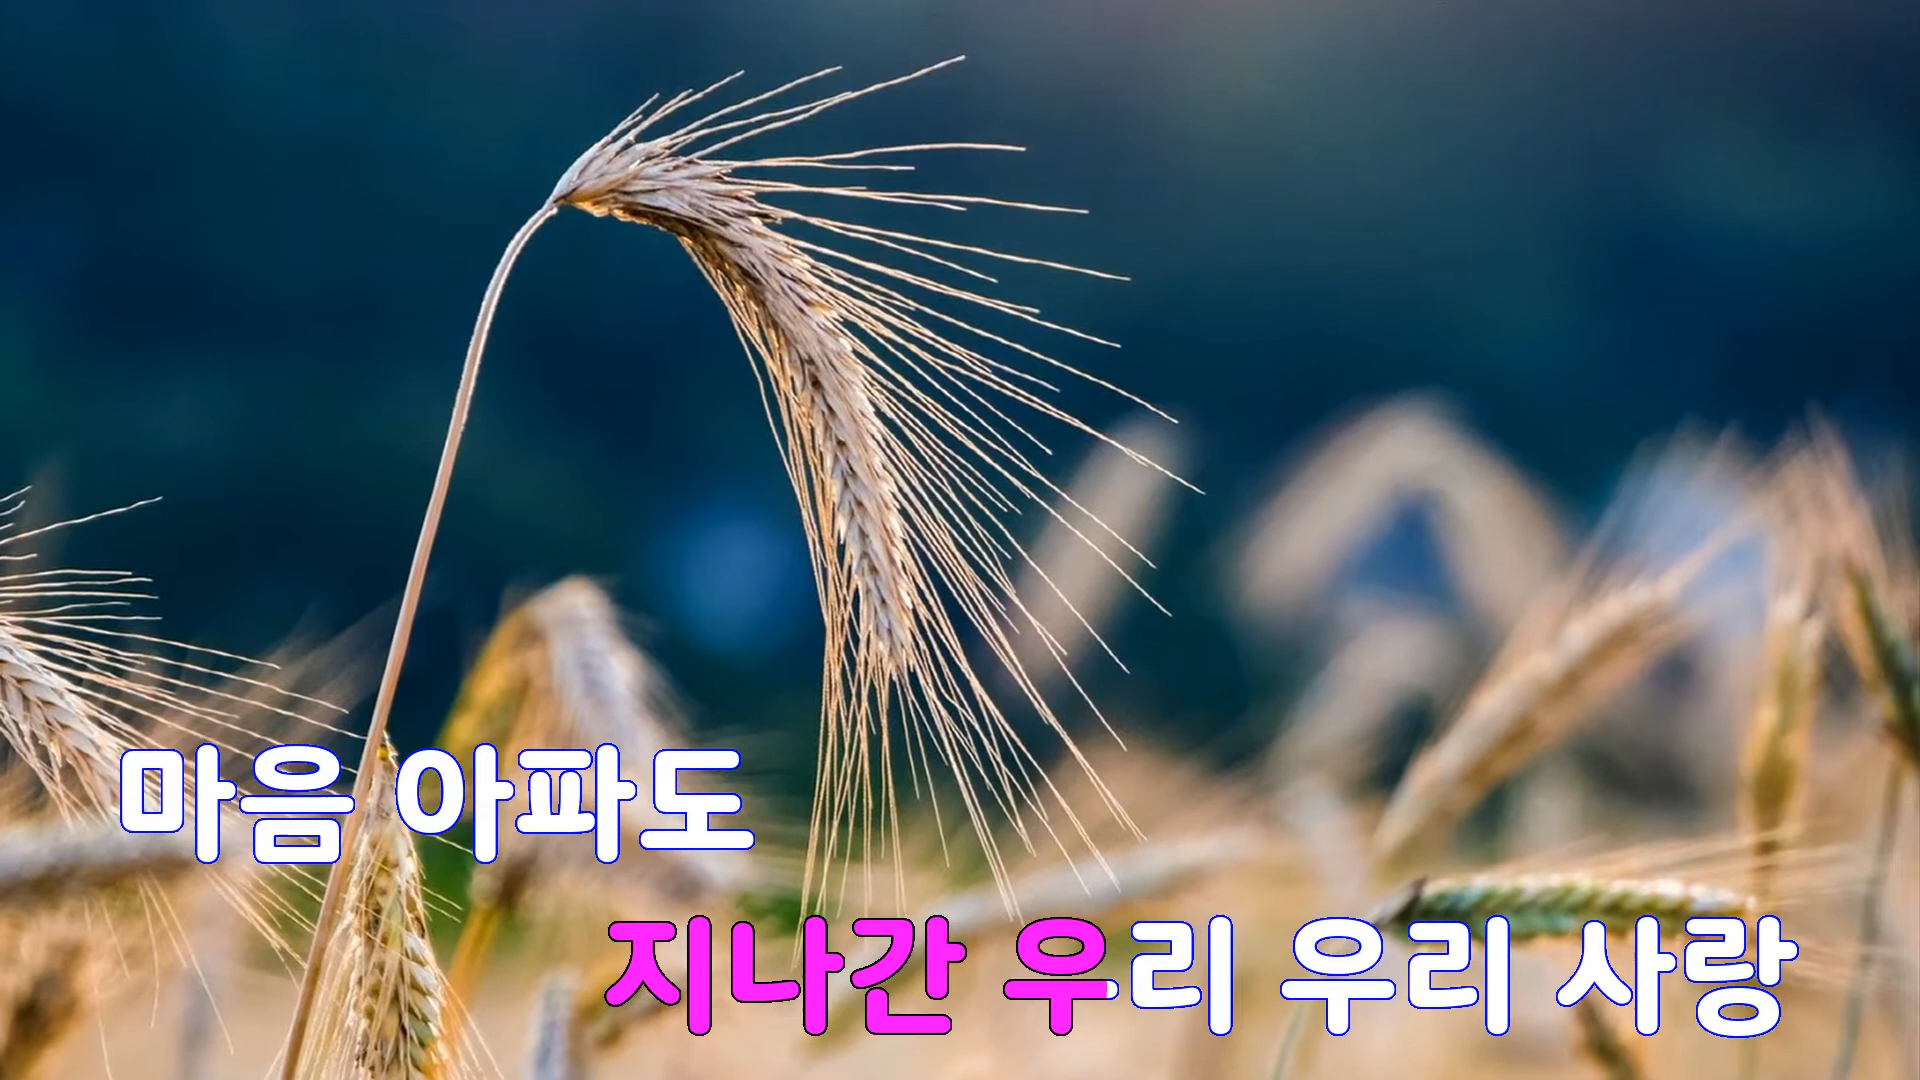 마음 아파도
지나간 우리 우리 사랑